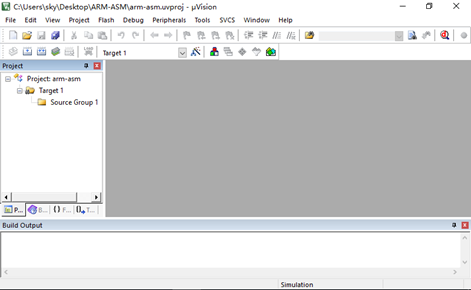 C:\Users\sky\Desktop\ARM-ASM\arm-asm.uvproj - µVision
File Edit View Project Flash Debug Peripherals Tools SVCS Window Help
Target 1
Project
Project: arm-asm
Target 1
Source Group 1
P... B... {} F... 0 T...
Build Output
Simulation